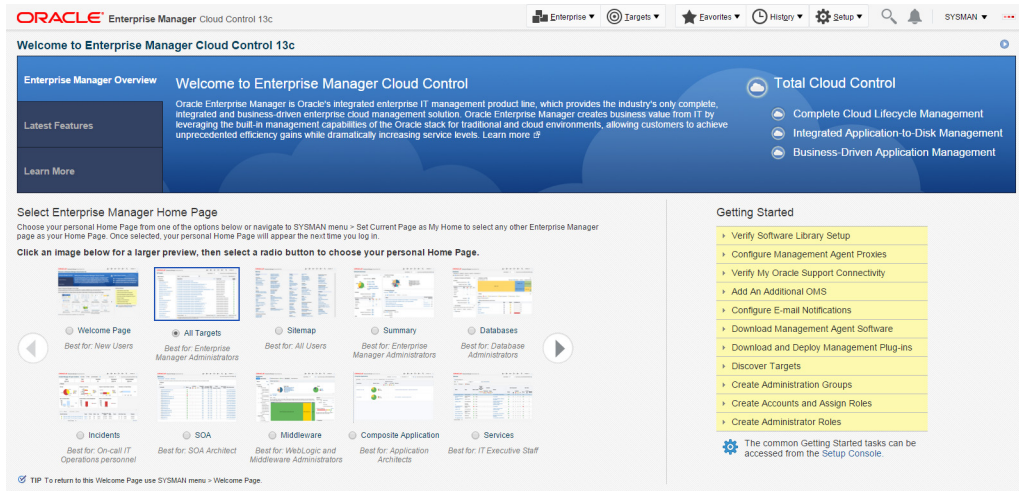 ORACLE® Enterprise Manager Cloud Control 13c
Enterprise ▼ Targets ▼ Favorites ▼ History ▼ Setup ▼ SYSMAN ▼
Welcome to Enterprise Manager Cloud Control 13c
Enterprise Manager Overview
Latest Features
Learn More
Welcome to Enterprise Manager Cloud Control
Oracle Enterprise Manager is Oracle's integrated enterprise IT management product line, which provides the industry's only complete,
integrated and business-driven enterprise cloud management solution. Oracle Enterprise Manager creates business value from IT by
leveraging the built-in management capabilities of the Oracle stack for traditional and cloud environments, allowing customers to achieve
unprecedented efficiency gains while dramatically increasing service levels. Learn more
Total Cloud Control
Complete Cloud Lifecycle Management
Integrated Application-to-Disk Management
Business-Driven Application Management
Select Enterprise Manager Home Page
Choose your personal Home Page from one of the options below or navigate to SYSMAN menu > Set Current Page as My Home to select any other Enterprise Manager
page as your Home Page. Once selected, your personal Home Page will appear the next time you log in.
Click an image below for a larger preview, then select a radio button to choose your personal Home Page.
Welcome Page
Best for: New Users
All Targets
Best for: Enterprise
Manager Administrators
Sitemap
Best for: All Users
Summary
Best for: Enterprise
Manager Administrators
Databases
Best for: Database
Administrators
Incidents
Best for: On-call IT
Operations personnel
SOA
Best for: SOA Architect
Middleware
Best for: WebLogic and
Middleware Administrators
Composite Application
Best for: Application
Architects
Services
Best for: IT Executive Staff
TIP To return to this Welcome Page use SYSMAN menu > Welcome Page.
Getting Started
Verify Software Library Setup
Configure Management Agent Proxies
Verify My Oracle Support Connectivity
Add An Additional OMS
Configure E-mail Notifications
Download Management Agent Software
Download and Deploy Management Plug-ins
Discover Targets
Create Administration Groups
Create Accounts and Assign Roles
Create Administrator Roles
The common Getting Started tasks can be
accessed from the Setup Console.